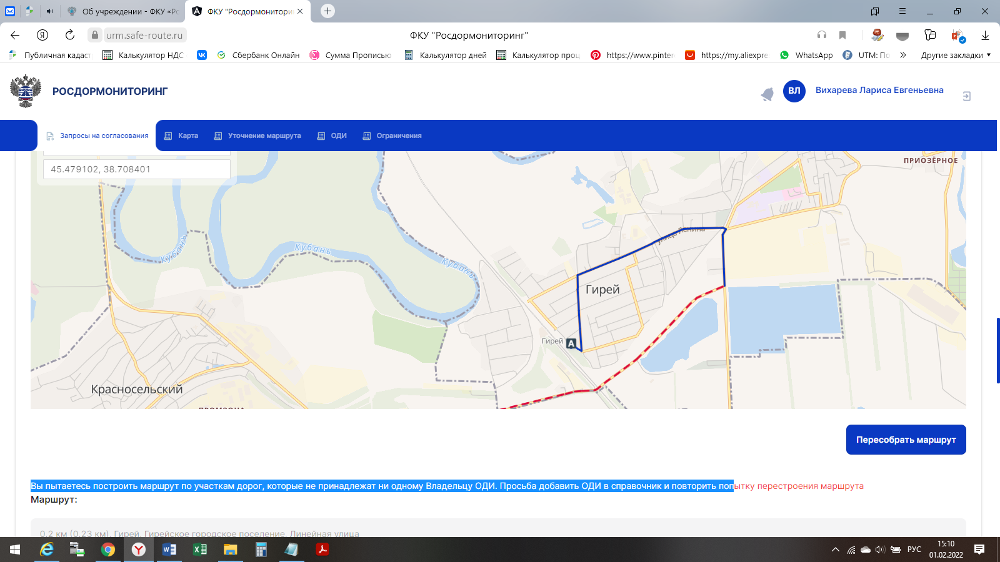 Об учреждении - ФКУ «Рс
ФКУ "Росдормониторин
urm.safe-route.ru
ФКУ "Росдормониторинг"
Публичная кадаст
Калькулятор НДС
Сбербанк Онлайн
Сумма Прописью
Калькулятор дней
Калькулятор проц
https://www.pinter
https://my.aliexpre
WhatsApp
UTM: По
Другие закладки
РОСДОРМОНИТОРИНГ
ВЛ
Вихарева Лариса Евгеньевна
Запросы на согласования
Карта
Уточнение маршрута
ОДИ
Ограничения
45.479102, 38.708401
ПРИОЗЁРНОЕ
улица Ленина
Кубань
Кубань
Кубань
Гирей
Гирей
A
Красносельский
ПРОМЗОНА
Пересобрать маршрут
Вы пытаетесь построить маршрут по участкам дорог, которые не принадлежат ни одному Владельцу ОДИ. Просьба добавить ОДИ в справочник и повторить попытку перестроения маршрута
Маршрут:
0.2 км (0.23 км), Гирей, Гирейское городское поселение, Линейная улица
РУС
15:10
01.02.2022